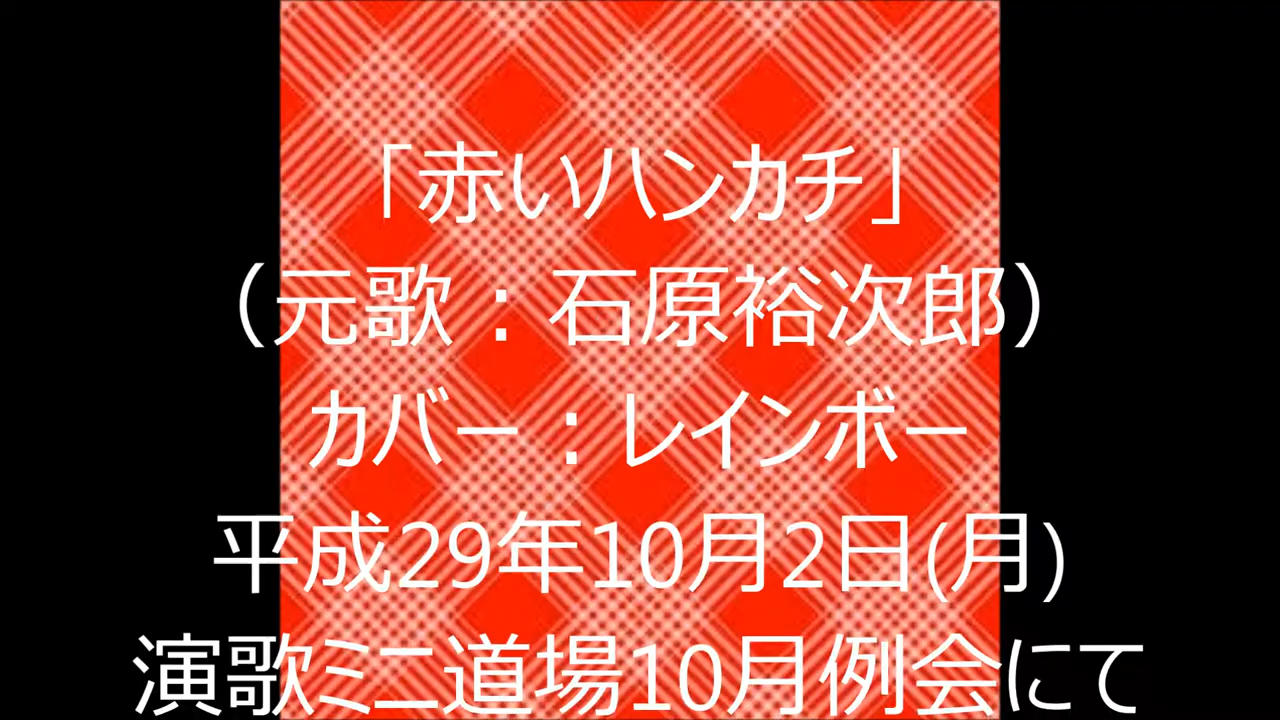 「赤いハンカチ」
（元歌：石原裕次郎）
カバー：レインボー
平成29年10月2日(月)
演歌ミニ道場10月例会にて